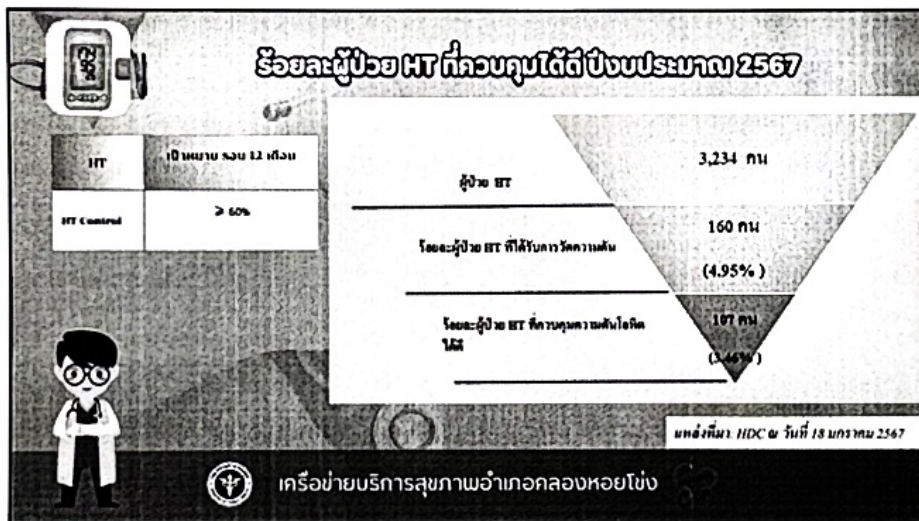 ร้อยละผู้ป่วย HT ที่ควบคุมได้ดี ปีงบประมาณ 2567
HT เป้าหมาย รอบ 12 เดือน
HT Control ≥ 60%
ผู้ป่วย HT
3,234 คน
ร้อยละผู้ป่วย HT ที่ได้รับการวัดความดัน
160 คน
(4.95% )
ร้อยละผู้ป่วย HT ที่ควบคุมความดันโลหิต
ได้ดี
107 คน
แหล่งที่มา: HDC ณ วันที่ 18 มกราคม 2567
เครือข่ายบริการสุขภาพอำเภอคลองหอยโข่ง